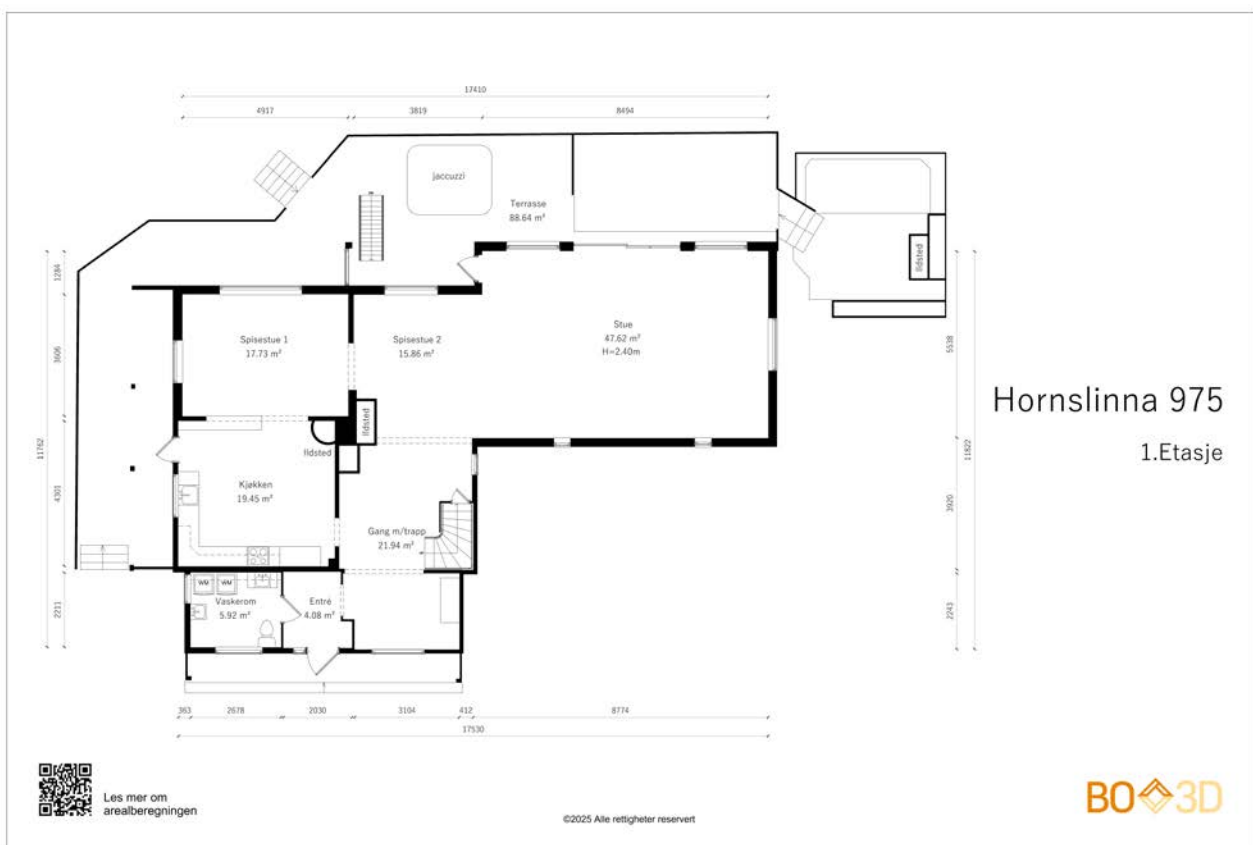 17410
4917
3819
8494
jaccuzzi
Terrasse
88.64 m²
Ildsted
1284
3606
11762
4301
2211
Spisestue 1
17.73 m²
Spisestue 2
15.86 m²
Stue
47.62 m²
H=2.40m
5538
11822
3920
2243
Hornslinna 975
1.Etasje
Ildsted
Ildsted
Kjøkken
19.45 m²
Gang m/trapp
21.94 m²
WM
WM
Vaskerom
5.92 m²
Entré
4.08 m²
363
2678
2030
3104
412
8774
17530
Les mer om
arealberegningen
©2025 Alle rettigheter reservert
BO 3D